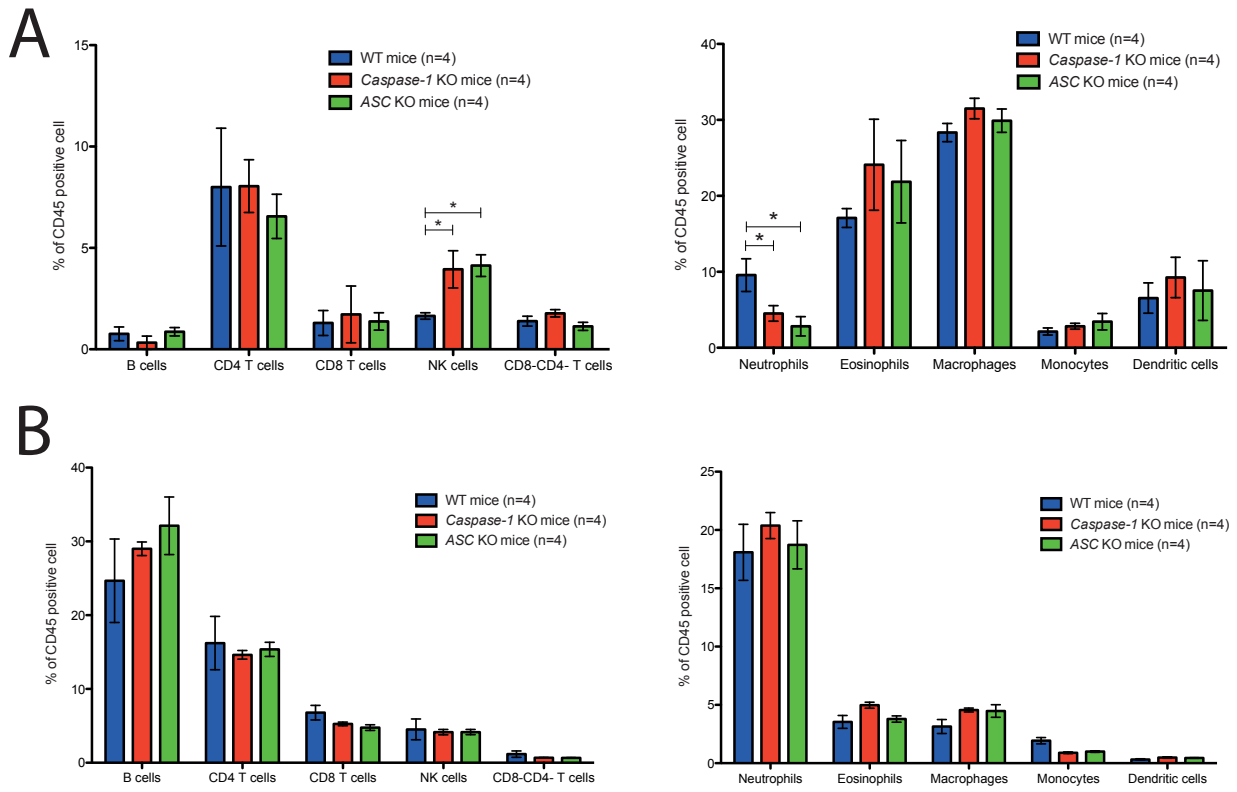 A
15
10
5
0
% of CD45 positive cell
WT mice (n=4)
Caspase-1 KO mice (n=4)
ASC KO mice (n=4)
*
*
B cells CD4 T cells CD8 T cells NK cells CD8-CD4- T cells
40
30
20
10
0
% of CD45 positive cell
WT mice (n=4)
Caspase-1 KO mice (n=4)
ASC KO mice (n=4)
*
*
Neutrophils Eosinophils Macrophages Monocytes Dendritic cells
B
40
30
20
10
0
% of CD45 positive cell
WT mice (n=4)
Caspase-1 KO mice (n=4)
ASC KO mice (n=4)
B cells CD4 T cells CD8 T cells NK cells CD8-CD4- T cells
25
20
15
10
5
0
% of CD45 positive cell
WT mice (n=4)
Caspase-1 KO mice (n=4)
ASC KO mice (n=4)
Neutrophils Eosinophils Macrophages Monocytes Dendritic cells